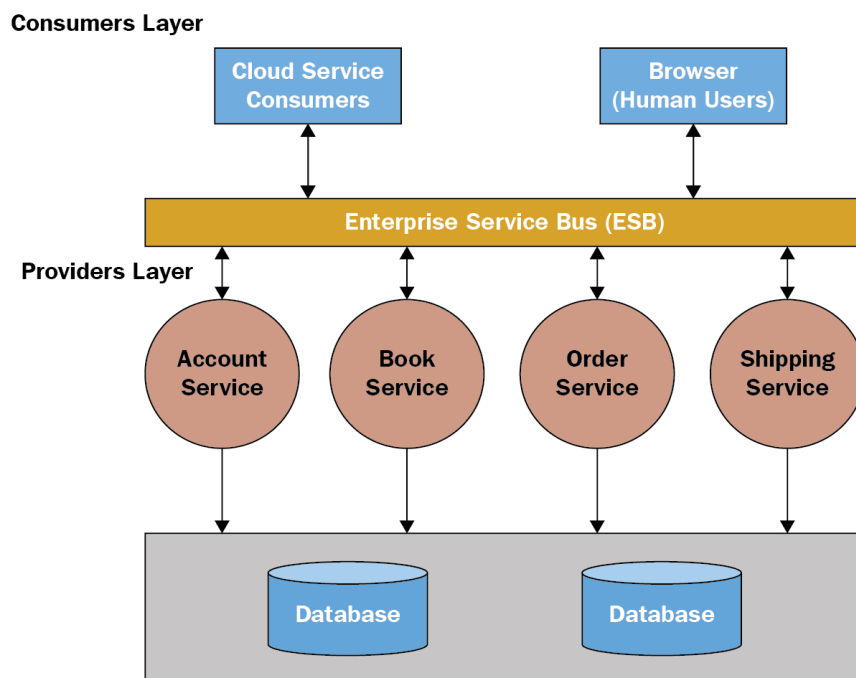 Consumers Layer
Cloud Service
Consumers
Browser
(Human Users)
Enterprise Service Bus (ESB)
Providers Layer
Account
Service
Book
Service
Order
Service
Shipping
Service
Database
Database